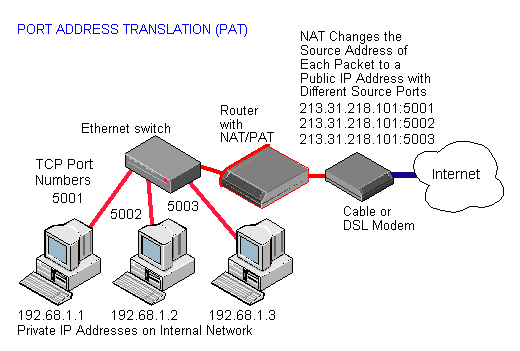 PORT ADDRESS TRANSLATION (PAT)
NAT Changes the
Source Address of
Each Packet to a
Public IP Address with
Different Source Ports
213.31.218.101:5001
213.31.218.101:5002
213.31.218.101:5003
Router
with
NAT/PAT
Ethernet switch
TCP Port
Numbers
5001
5002
5003
Internet
Cable or
DSL Modem
192.68.1.1
192.68.1.2
192.68.1.3
Private IP Addresses on Internal Network